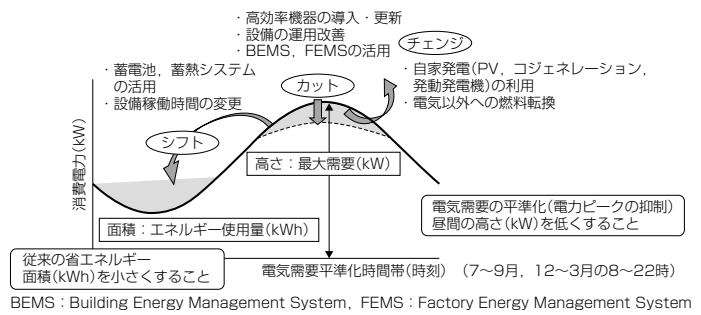 ・高効率機器の導入・更新
・設備の運用改善
・BEMS，FEMSの活用
チェンジ
・蓄電池，蓄熱システム
の活用
・設備稼働時間の変更
カット
・自家発電(PV，コジェネレーション，
発動発電機)の利用
・電気以外への燃料転換
シフト
消費電力(kW)
高さ：最大需要(kW)
面積：エネルギー使用量(kWh)
電気需要の平準化(電力ピークの抑制)
昼間の高さ(kW)を低くすること
従来の省エネルギー
面積(kWh)を小さくすること
電気需要平準化時間帯(時刻) (7～9月，12～3月の8～22時)
BEMS：Building Energy Management System，FEMS：Factory Energy Management System